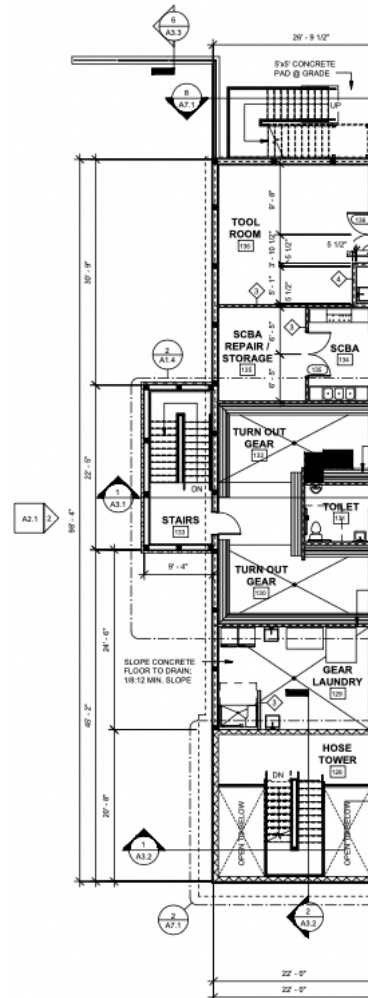 6
A3.3
26' - 9 1/2"
5'x5' CONCRETE
PAD @ GRADE
8
A7.1
UP
9'- 8"
TOOL
ROOM
136
136
3' - 10 1/2"
5 1/2"
5 1/2"
5' - 1"
5 1/2"
4
3
30' - 9"
6' - 5"
3
SCBA
REPAIR /
STORAGE
135
SCBA
134
135
6' - 5"
2
A1.4
TURN OUT
GEAR
132
22' - 6"
DN
1
A3.1
TOILET
131
A2.1
2
98' - 4"
STAIRS
133
9' - 4"
TURN OUT
GEAR
130
24' - 6"
SLOPE CONCRETE
FLOOR TO DRAIN;
1/8:12 MIN. SLOPE
GEAR
LAUNDRY
129
3
HOSE
TOWER
128
DN
OPEN TO BELOW
OPEN TO BELOW
1
A3.2
2
A7.1
2
A3.2
22' - 0"
22' - 0"